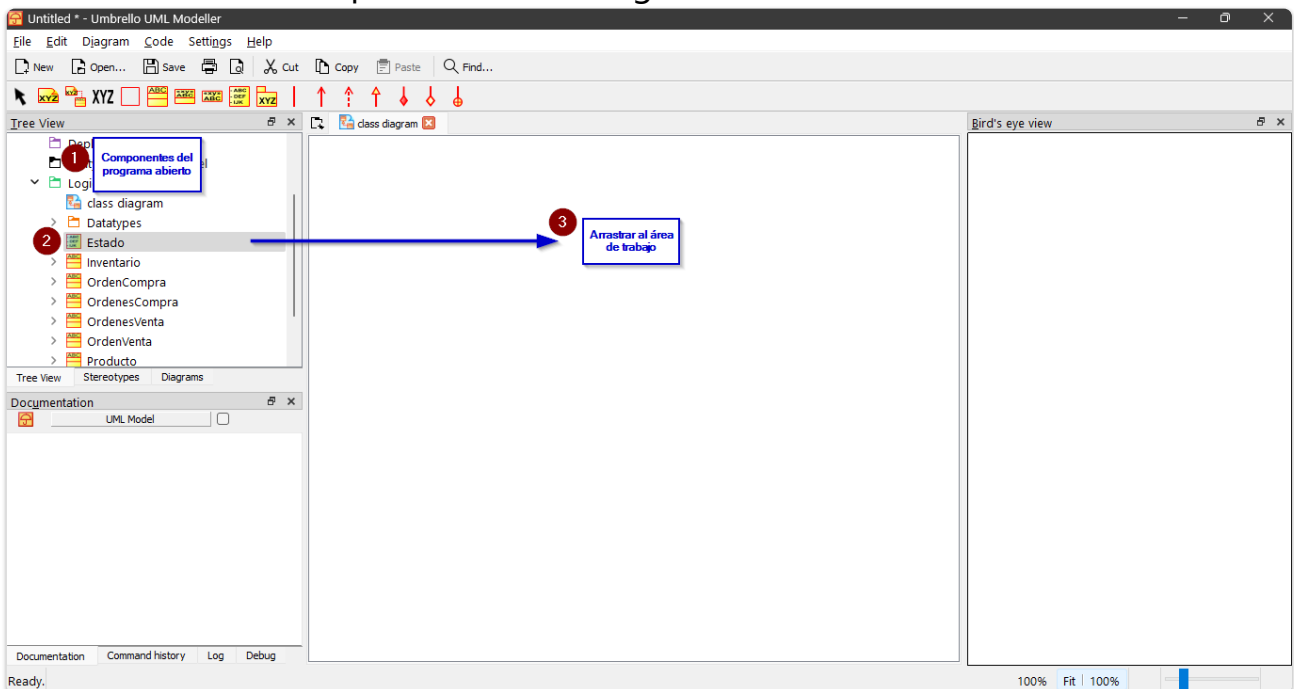 Untitled * - Umbrello UML Modeller
File Edit Diagram Code Settings Help
New Open... Save Cut Copy Paste Find...
XYZ
Tree View
class diagram
Bird's eye view
1
Componentes del
programa abierto
class diagram
Datatypes
2
Estado
3
Arrastrar al área
de trabajo
Inventario
OrdenCompra
OrdenesCompra
OrdenesVenta
OrdenVenta
Producto
Tree View Stereotypes Diagrams
Documentation
UML Model
Documentation Command history Log Debug
Ready.
100% Fit 100%